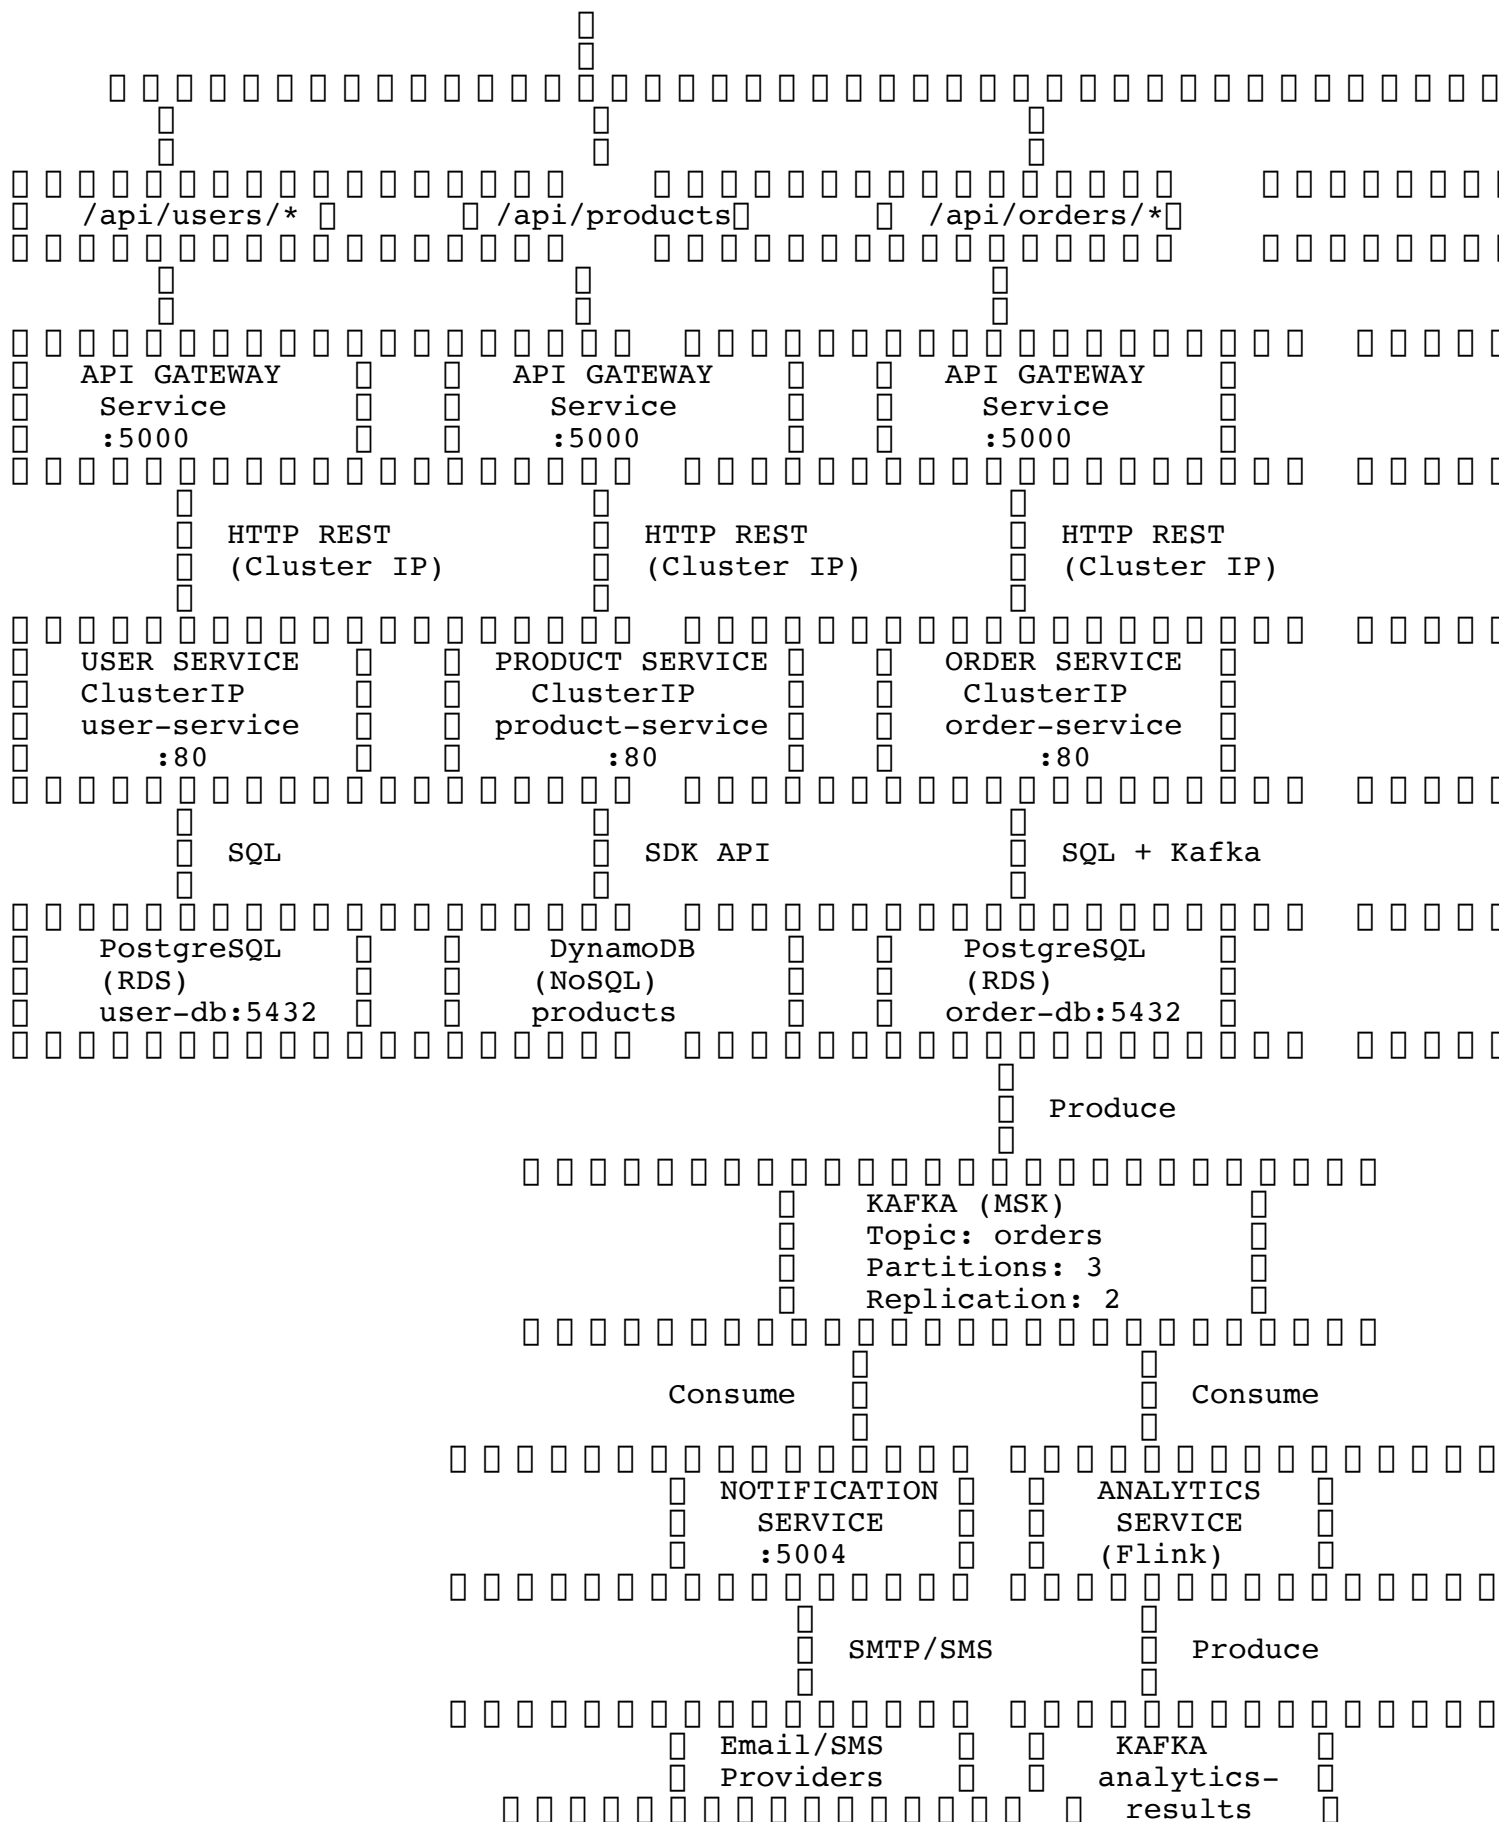 /api/users/* /api/products /api/orders/*
API GATEWAY API GATEWAY API GATEWAY
Service Service Service
:5000 :5000 :5000
HTTP REST HTTP REST HTTP REST
(Cluster IP) (Cluster IP) (Cluster IP)
USER SERVICE PRODUCT SERVICE ORDER SERVICE
ClusterIP ClusterIP ClusterIP
user-service product-service order-service
:80 :80 :80
SQL SDK API SQL + Kafka
PostgreSQL DynamoDB PostgreSQL
(RDS) (NoSQL) (RDS)
user-db:5432 products order-db:5432
Produce
KAFKA (MSK)
Topic: orders
Partitions: 3
Replication: 2
Consume Consume
NOTIFICATION ANALYTICS
SERVICE SERVICE
:5004 (Flink)
SMTP/SMS Produce
Email/SMS KAFKA
Providers analytics-
results